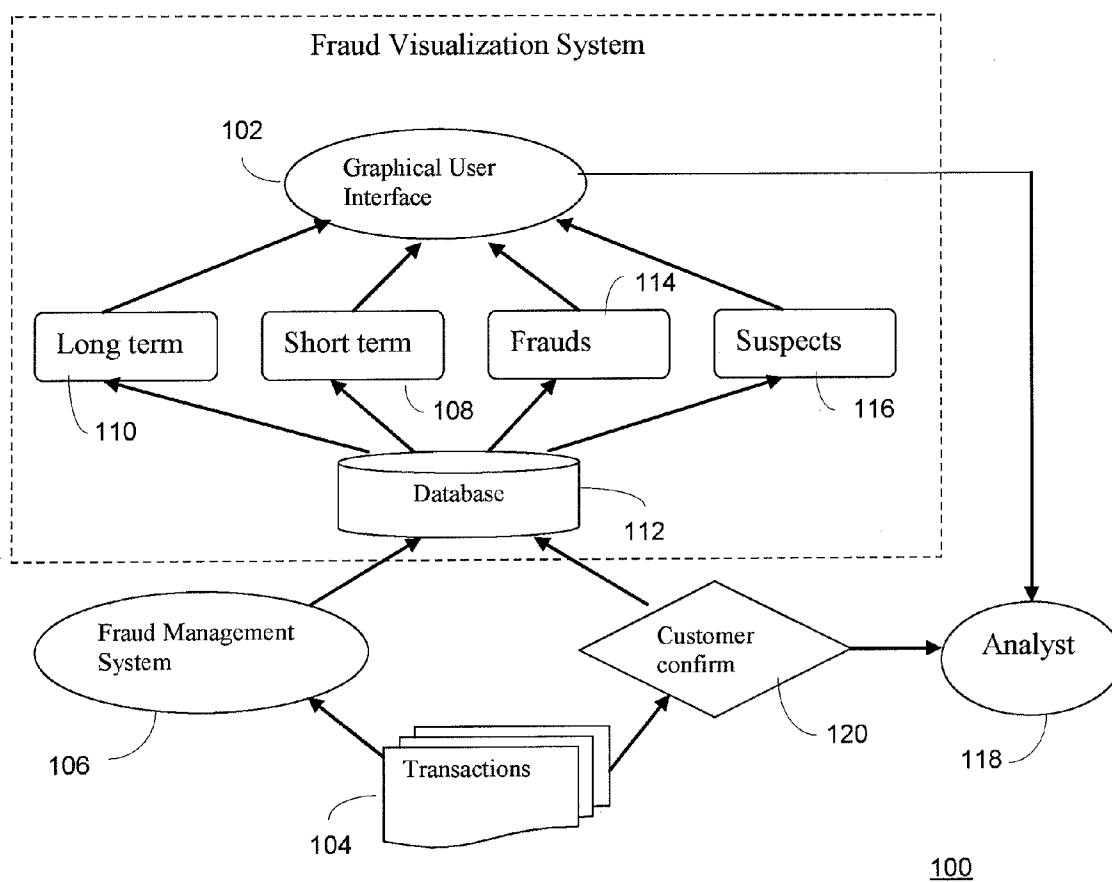 Fraud Visualization System
102
Graphical User
Interface
114
Long term
Short term
Frauds
Suspects
110
108
116
Database
112
Fraud Management
System
Customer
confirm
Analyst
106
Transactions
120
118
104
100